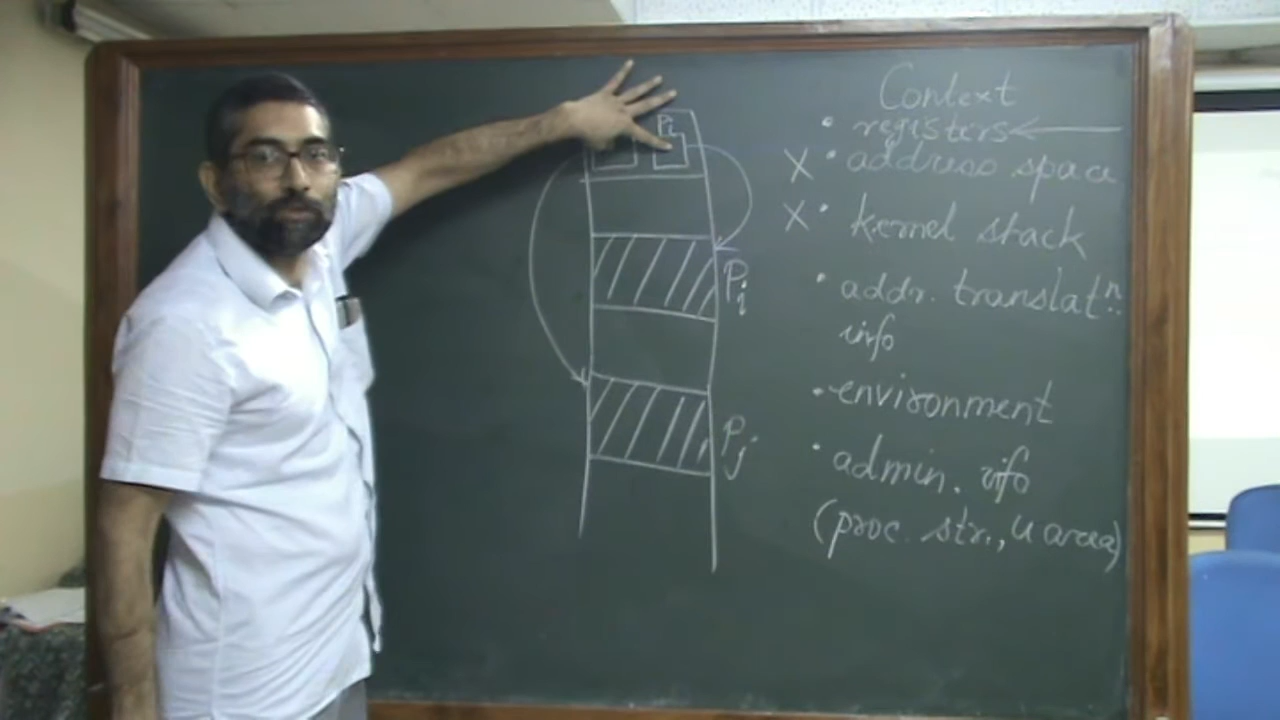 Context
• registers ←
X • address space
X • kernel stack
• addr. translatn.
info
• environment
• admin. info
(proc. str., u area)
Pi
Pi
Pj